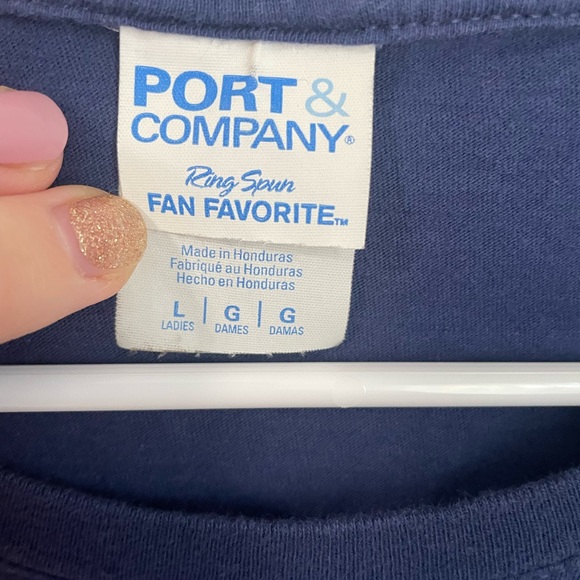 PORT &
COMPANY®
Ring Spun
FAN FAVORITE™
Made in Honduras
Fabriqué au Honduras
Hecho en Honduras
L | G | G
LADIES | DAMES | DAMAS